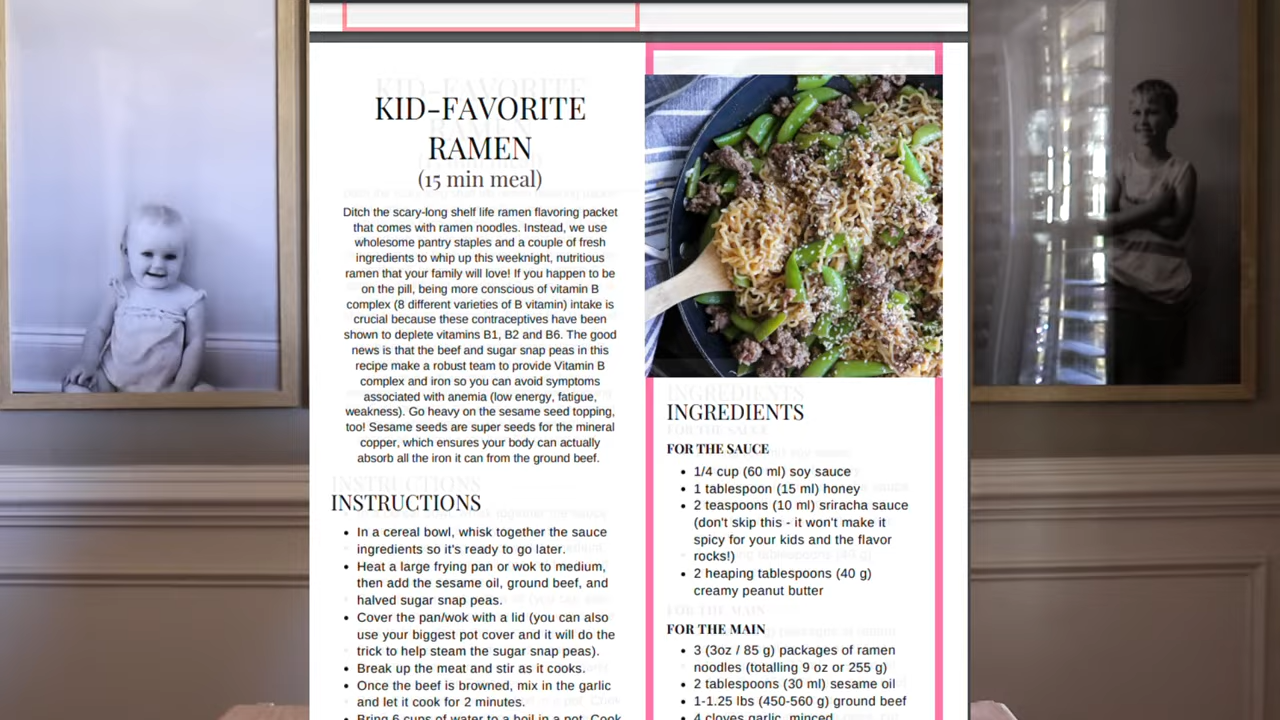 KID-FAVORITE
RAMEN
(15 min meal)
Ditch the scary-long shelf life ramen flavoring packet
that comes with ramen noodles. Instead, we use
wholesome pantry staples and a couple of fresh
ingredients to whip up this weeknight, nutritious
ramen that your family will love! If you happen to be
on the pill, being more conscious of vitamin B
complex (8 different varieties of B vitamin) intake is
crucial because these contraceptives have been
shown to deplete vitamins B1, B2 and B6. The good
news is that the beef and sugar snap peas in this
recipe make a robust team to provide Vitamin B
complex and iron so you can avoid symptoms
associated with anemia (low energy, fatigue,
weakness). Go heavy on the sesame seed topping,
too! Sesame seeds are super seeds for the mineral
copper, which ensures your body can actually
absorb all the iron it can from the ground beef.
INSTRUCTIONS
• In a cereal bowl, whisk together the sauce
ingredients so it's ready to go later.
• Heat a large frying pan or wok to medium,
then add the sesame oil, ground beef, and
halved sugar snap peas.
• Cover the pan/wok with a lid (you can also
use your biggest pot cover and it will do the
trick to help steam the sugar snap peas).
• Break up the meat and stir as it cooks.
• Once the beef is browned, mix in the garlic
and let it cook for 2 minutes.
• Bring 6 cups of water to a boil in a pot. Cook
INGREDIENTS
FOR THE SAUCE
• 1/4 cup (60 ml) soy sauce
• 1 tablespoon (15 ml) honey
• 2 teaspoons (10 ml) sriracha sauce
(don't skip this - it won't make it
spicy for your kids and the flavor
rocks!)
• 2 heaping tablespoons (40 g)
creamy peanut butter
FOR THE MAIN
• 3 (3oz / 85 g) packages of ramen
noodles (totalling 9 oz or 255 g)
• 2 tablespoons (30 ml) sesame oil
• 1-1.25 lbs (450-560 g) ground beef
• 4 cloves garlic, minced